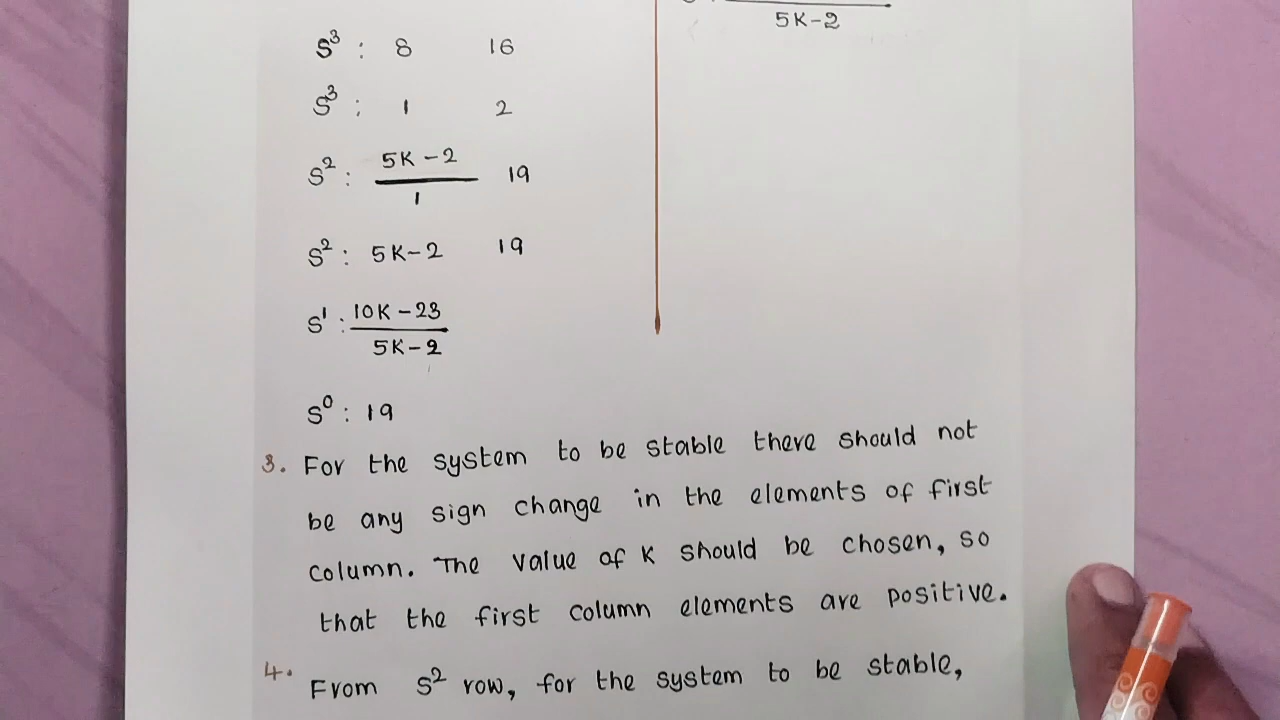 S³ : 8 16
S³ : 1 2
S² : 5K-2 / 1 19
S² : 5K-2 19
S¹ : 10K-23 / 5K-2
S⁰ : 19
5K-2
3. For the system to be stable there should not
be any sign change in the elements of first
column. The value of K should be chosen, so
that the first column elements are positive.
4. From S² row, for the system to be stable,